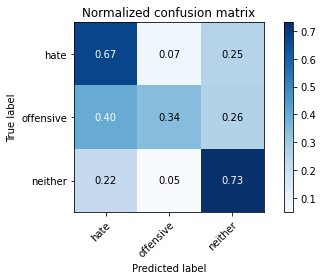 Normalized confusion matrix
True label
hate
offensive
neither
0.67 0.07 0.25
0.40 0.34 0.26
0.22 0.05 0.73
hate
offensive
neither
Predicted label
0.7
0.6
0.5
0.4
0.3
0.2
0.1